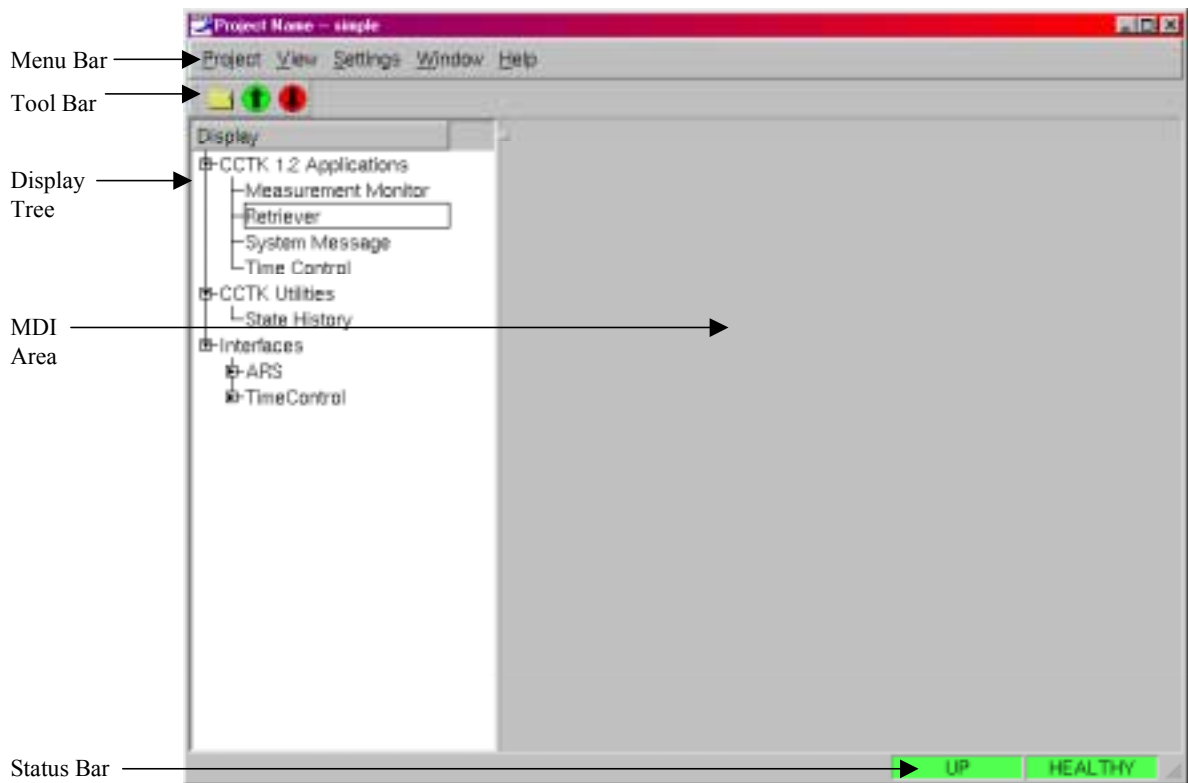 Project Name -- simple
Menu Bar
Project View Settings Window Help
Tool Bar
Display
CCTK 1.2 Applications
Measurement Monitor
Display
Tree
Retriever
System Message
Time Control
CCTK Utilities
State History
MDI
Area
Interfaces
ARS
TimeControl
Status Bar
UP HEALTHY